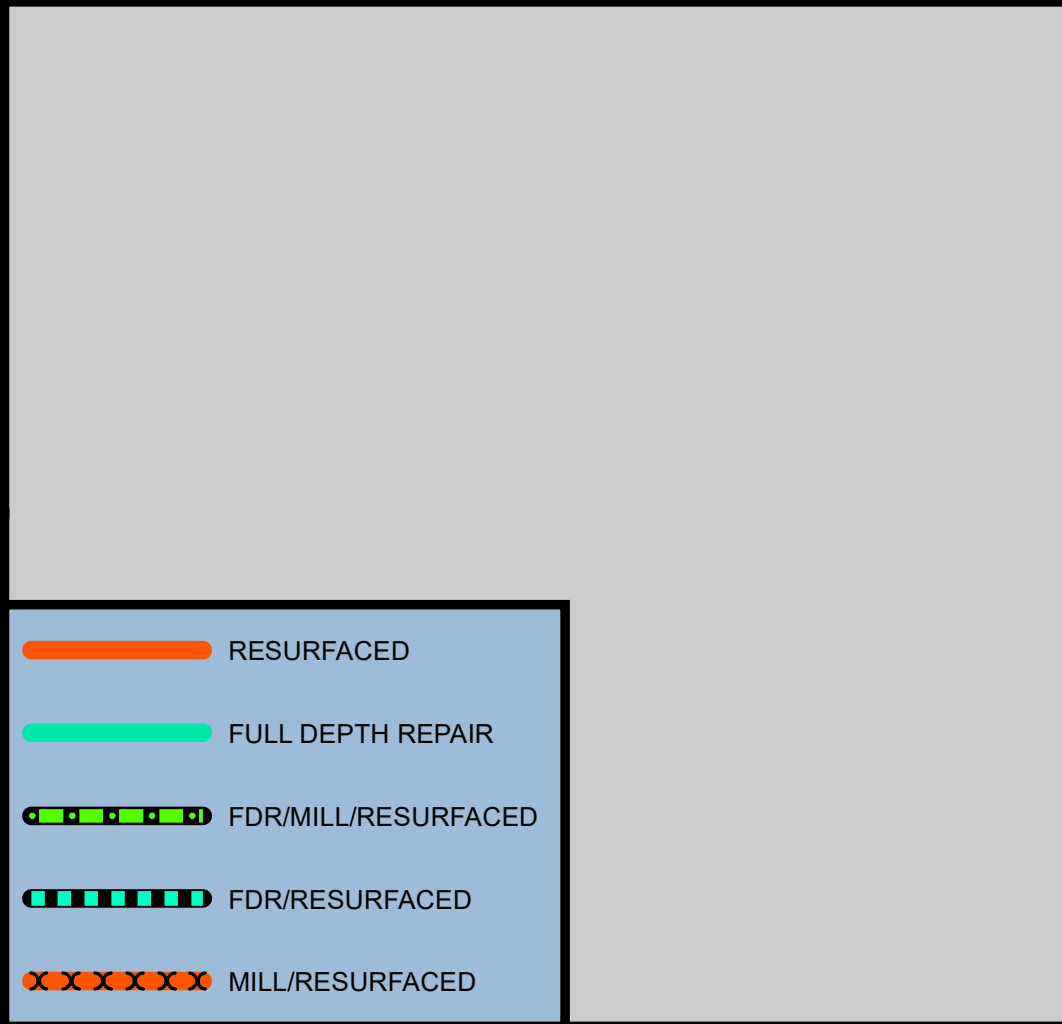 RESURFACED
FULL DEPTH REPAIR
FDR/MILL/RESURFACED
FDR/RESURFACED
MILL/RESURFACED